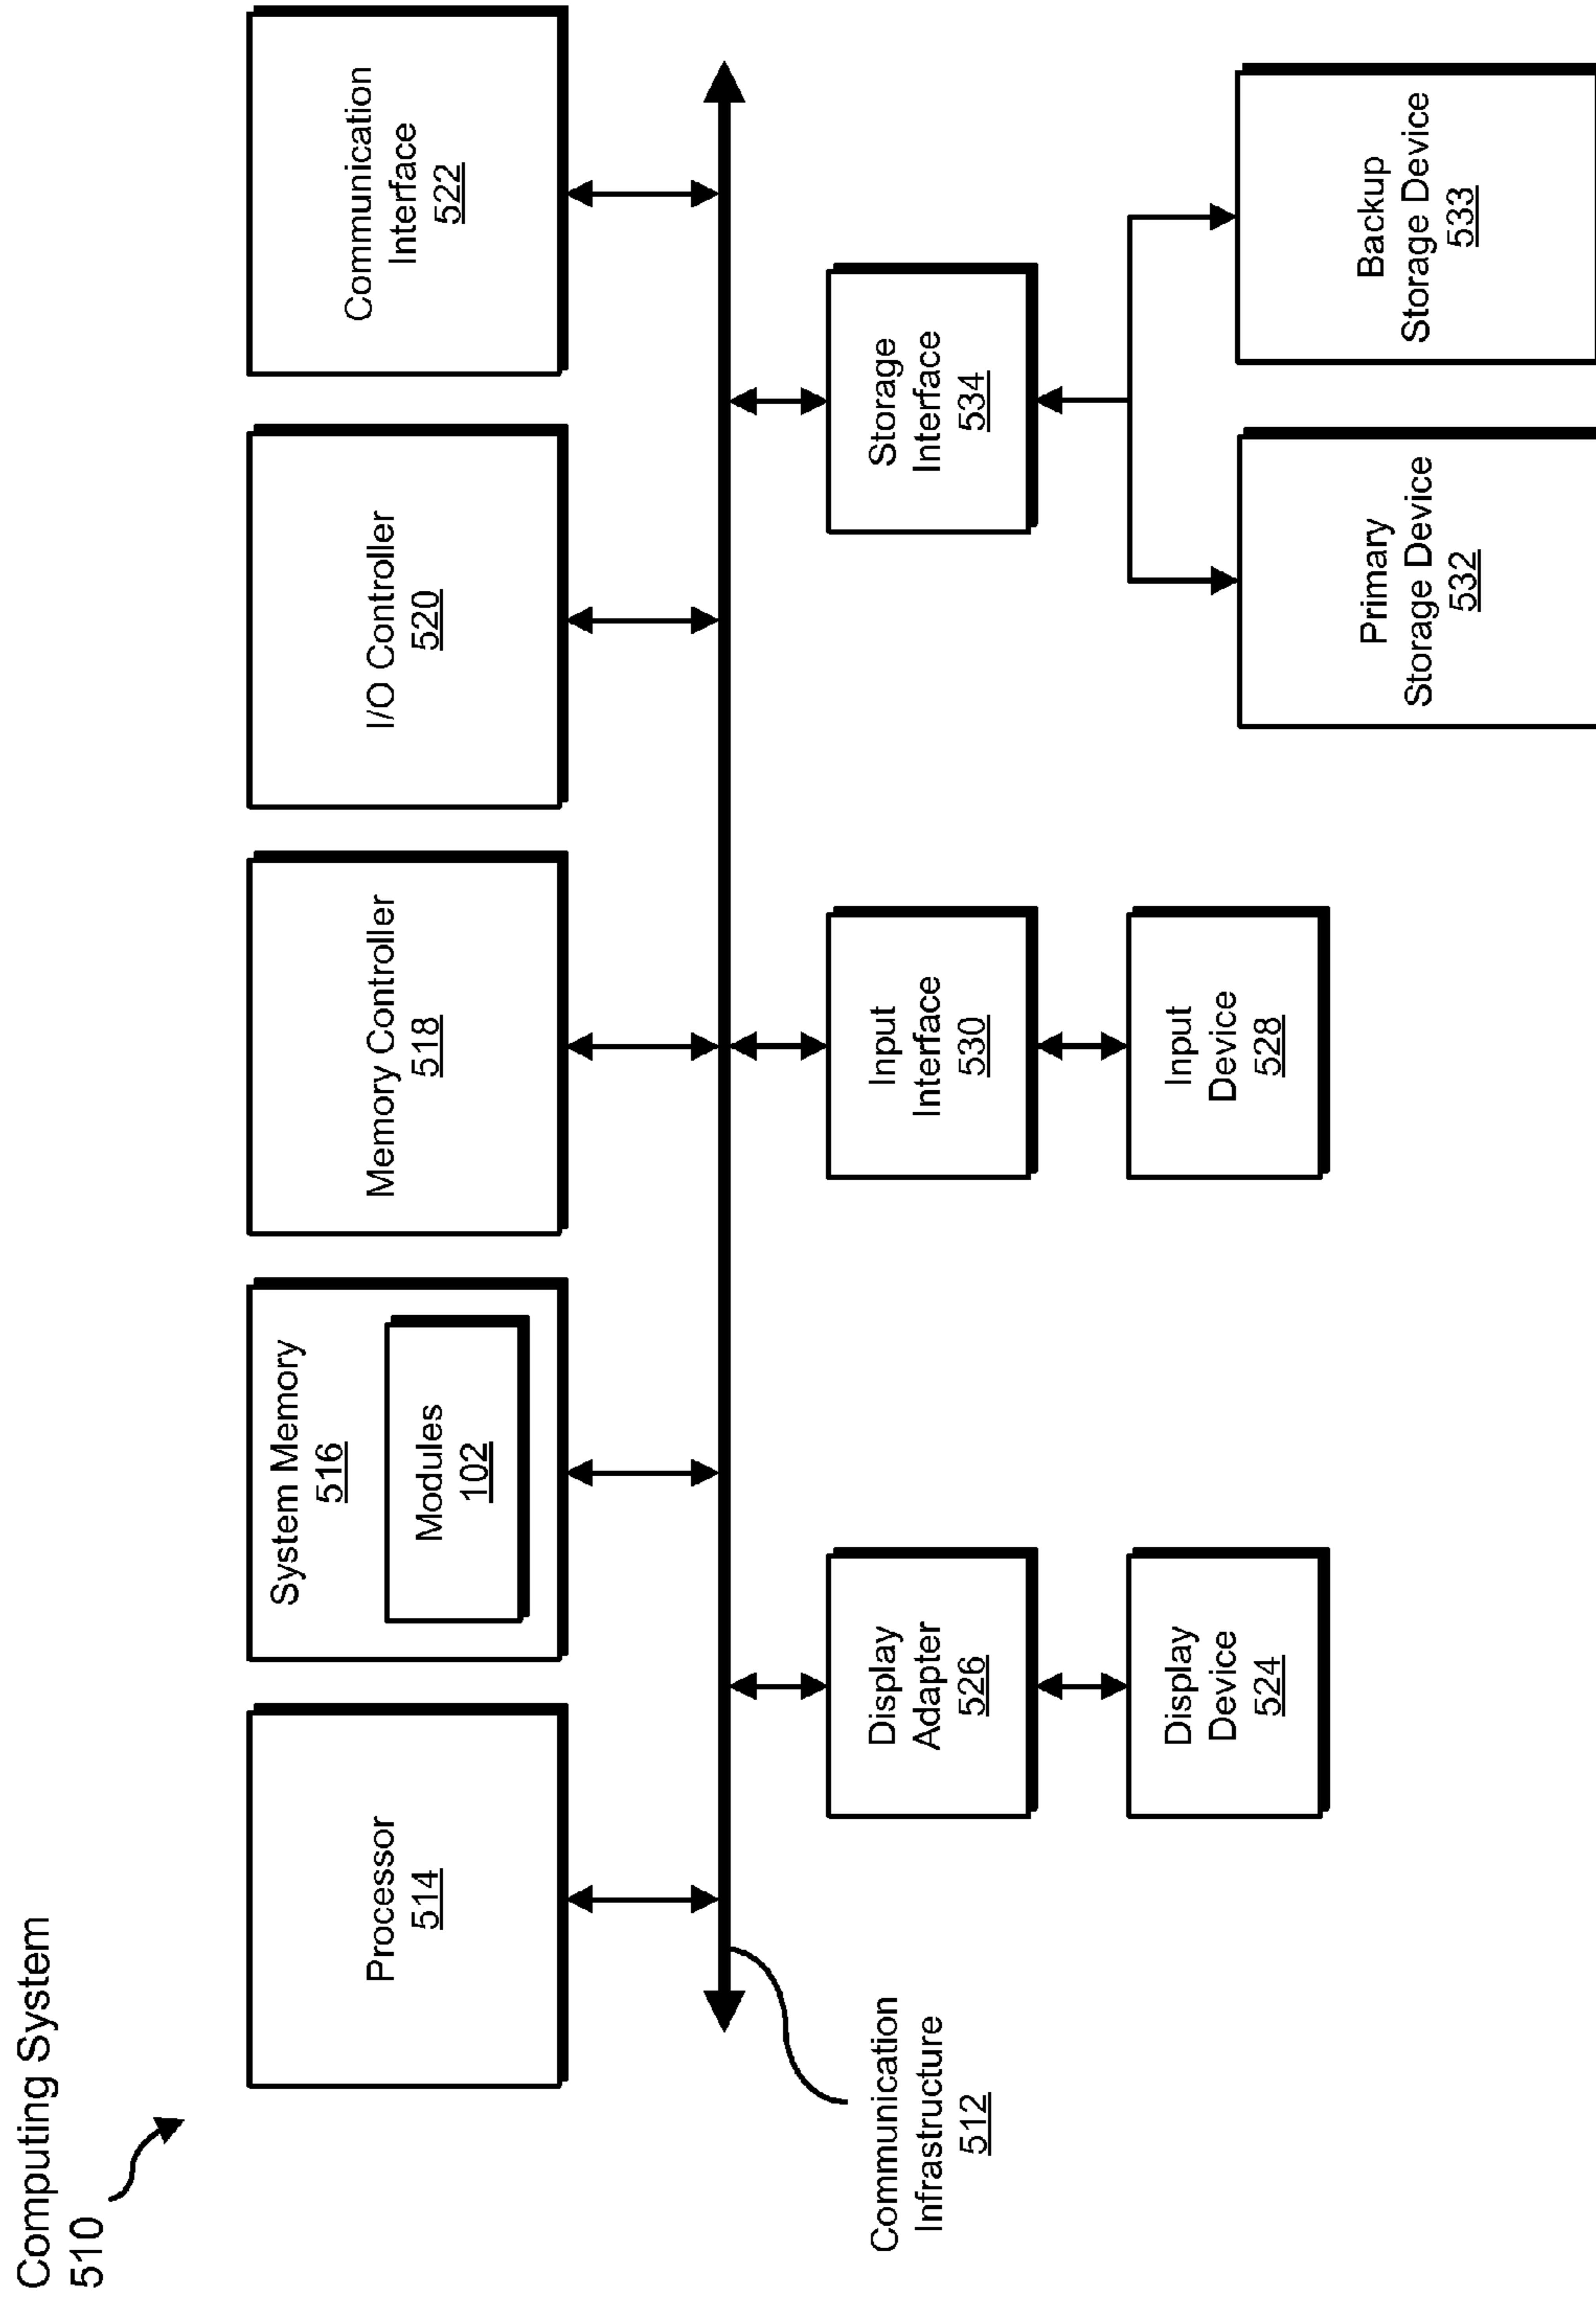 Computing System
510
Processor
514
System Memory
516
Modules
102
Memory Controller
518
I/O Controller
520
Communication
Interface
522
Communication
Infrastructure
512
Display
Adapter
526
Input
Interface
530
Storage
Interface
534
Display
Device
524
Input
Device
528
Primary
Storage Device
532
Backup
Storage Device
533